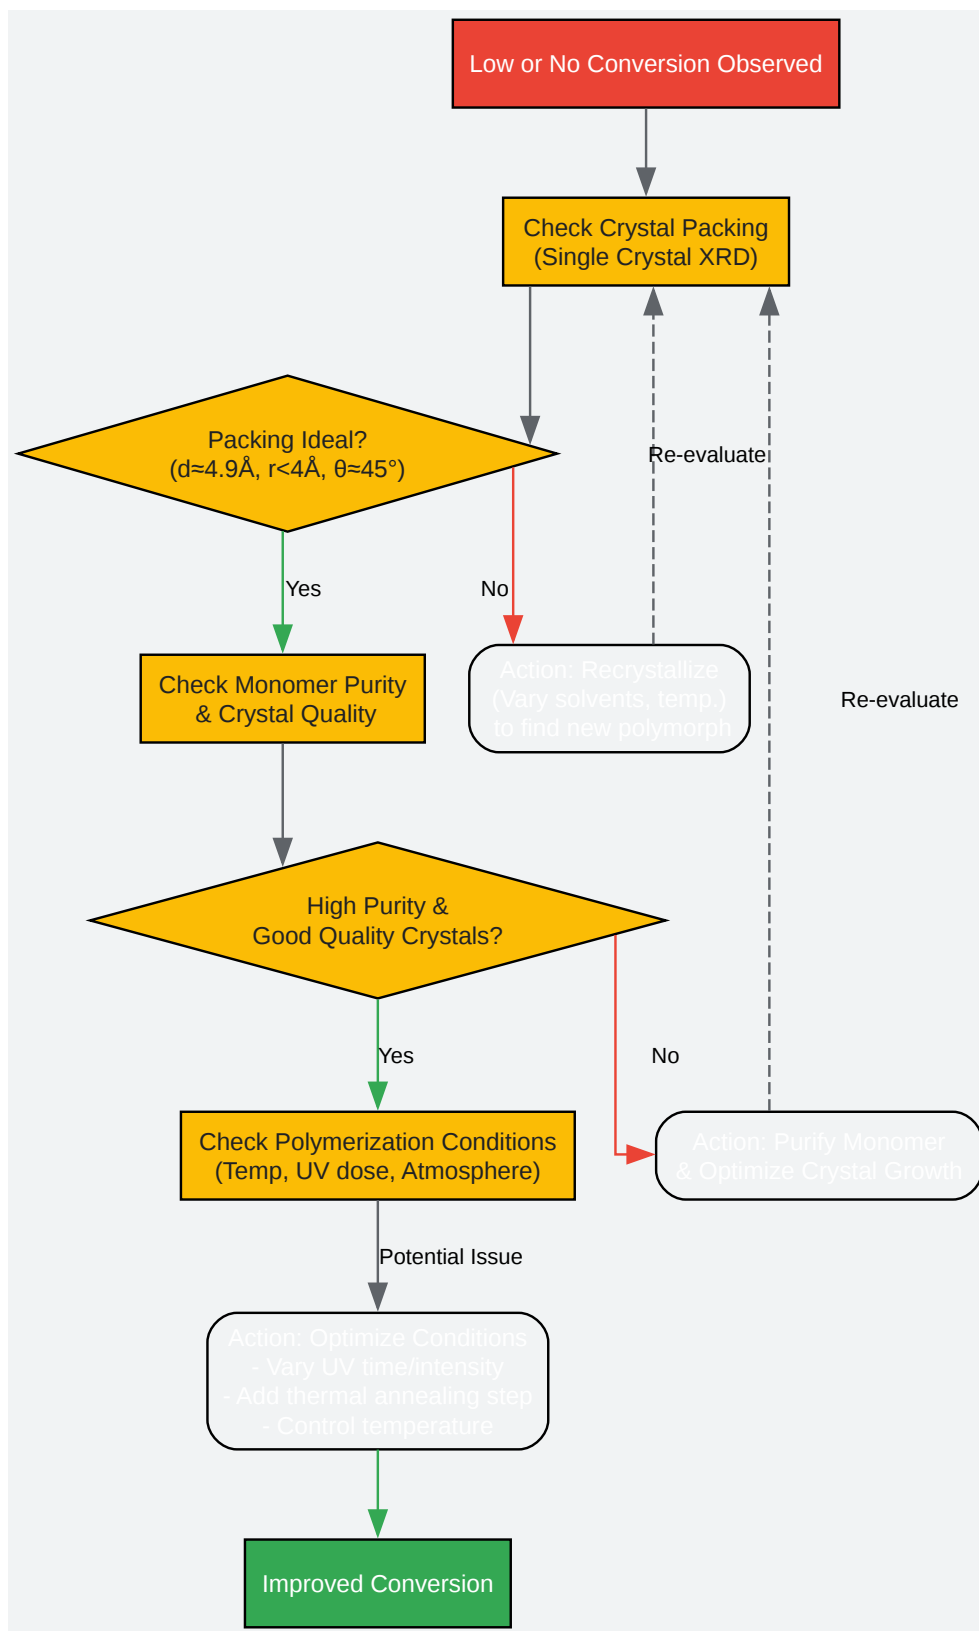 Low or No Conversion Observed
Check Crystal Packing
(Single Crystal XRD)
Packing Ideal?
(d≈4.9Å, r<4Å, θ≈45°)
Re-evaluate
Yes
No
Check Monomer Purity
& Crystal Quality
Action: Recrystallize
(Vary solvents, temp.)
to find new polymorph
Re-evaluate
High Purity &
Good Quality Crystals?
Yes
No
Check Polymerization Conditions
(Temp, UV dose, Atmosphere)
Action: Purify Monomer
& Optimize Crystal Growth
Potential Issue
Action: Optimize Conditions
- Vary UV time/intensity
- Add thermal annealing step
- Control temperature
Improved Conversion